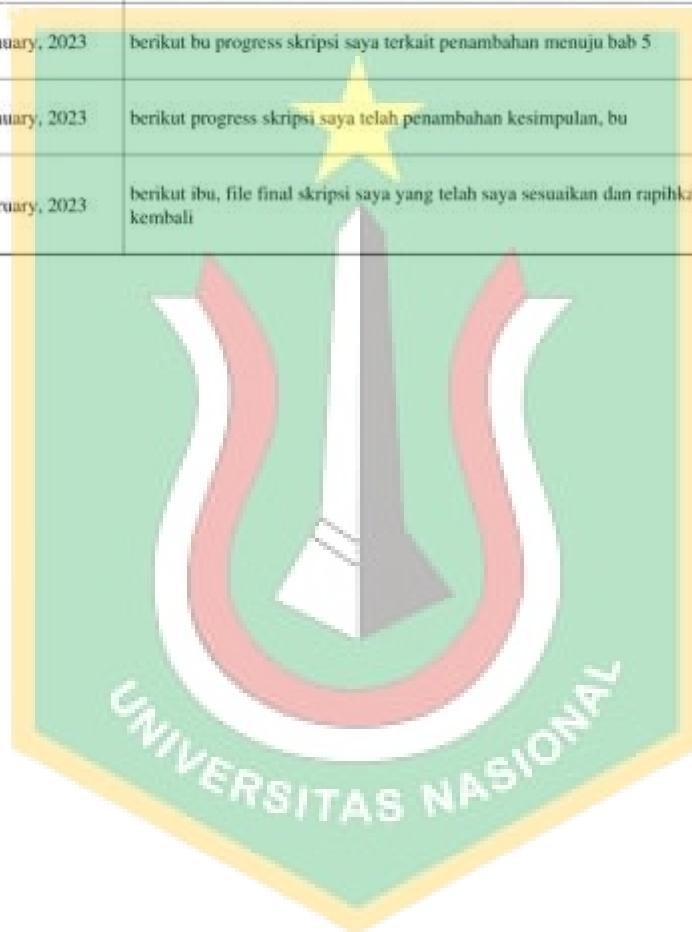 uary, 2023 berikut bu progress skripsi saya terkait penambahan menuju bab 5
uary, 2023 berikut progress skripsi saya telah penambahan kesimpulan, bu
ruary, 2023 berikut ibu, file final skripsi saya yang telah saya sesuaikan dan rapihka
kembali
UNIVERSITAS NASIONAL